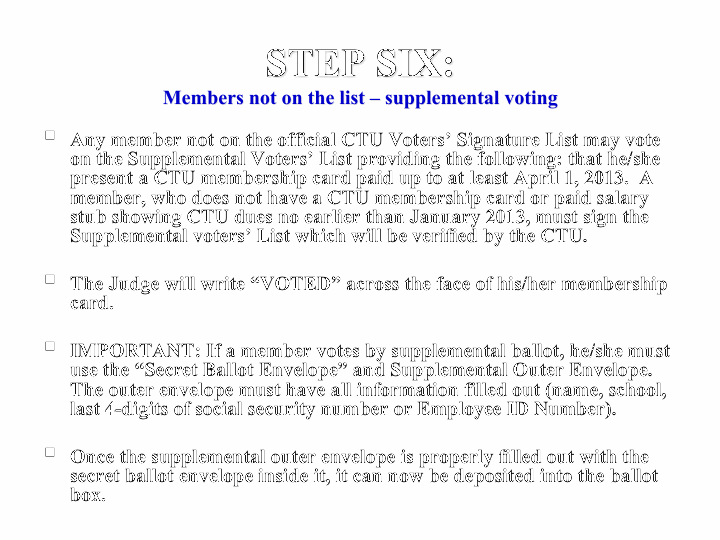 STEP SIX:
Members not on the list – supplemental voting
Any member not on the official CTU Voters’ Signature List may vote
on the Supplemental Voters’ List providing the following: that he/she
present a CTU membership card paid up to at least April 1, 2013.  A
member, who does not have a CTU membership card or paid salary
stub showing CTU dues no earlier than January 2013, must sign the
Supplemental voters’ List which will be verified by the CTU.
The Judge will write “VOTED” across the face of his/her membership
card.
IMPORTANT: If a member votes by supplemental ballot, he/she must
use the “Secret Ballot Envelope” and Supplemental Outer Envelope.
The outer envelope must have all information filled out (name, school,
last 4-digits of social security number or Employee ID Number).
Once the supplemental outer envelope is properly filled out with the
secret ballot envelope inside it, it can now be deposited into the ballot
box.